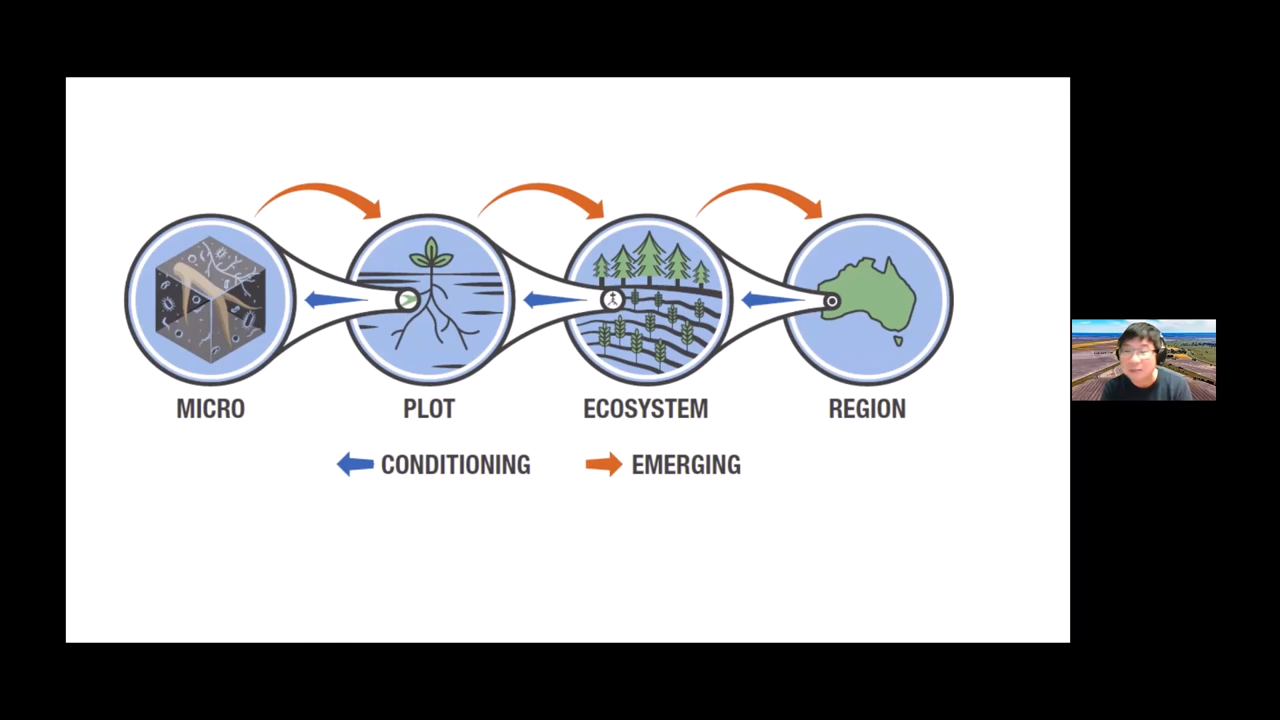 MICRO
PLOT
ECOSYSTEM
REGION
CONDITIONING
EMERGING